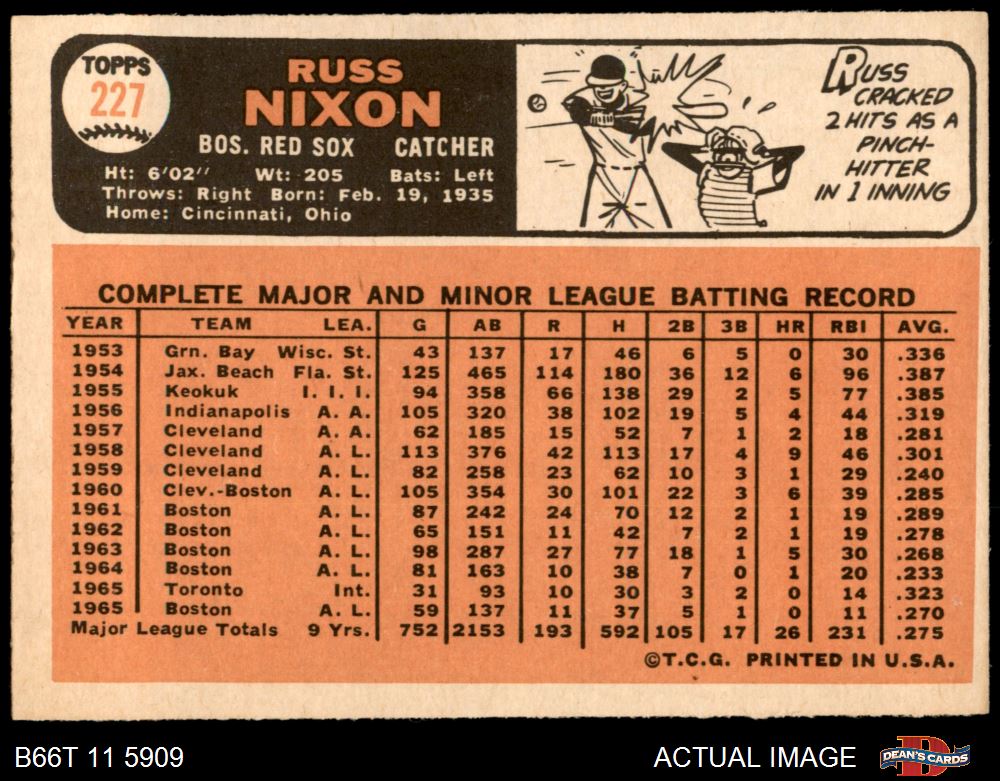 TOPPS
227
RUSS
NIXON
BOS. RED SOX CATCHER
Ht: 6'02" Wt: 205 Bats: Left
Throws: Right Born: Feb. 19, 1935
Home: Cincinnati, Ohio
RUSS
CRACKED
2 HITS AS A
PINCH-
HITTER
IN 1 INNING
COMPLETE MAJOR AND MINOR LEAGUE BATTING RECORD
YEAR TEAM LEA. G AB R H 2B 3B HR RBI AVG.
1953 Grn. Bay Wisc. St. 43 137 17 46 6 5 0 30 .336
1954 Jax. Beach Fla. St. 125 465 114 180 36 12 6 96 .387
1955 Keokuk I. I. I. 94 358 66 138 29 2 5 77 .385
1956 Indianapolis A. A. 105 320 38 102 19 5 4 44 .319
1957 Cleveland A. A. 62 185 15 52 7 1 2 18 .281
1958 Cleveland A. L. 113 376 42 113 17 4 9 46 .301
1959 Cleveland A. L. 82 258 23 62 10 3 1 29 .240
1960 Clev.-Boston A. L. 105 354 30 101 22 3 6 39 .285
1961 Boston A. L. 87 242 24 70 12 2 1 19 .289
1962 Boston A. L. 65 151 11 42 7 2 1 19 .278
1963 Boston A. L. 98 287 27 77 18 1 5 30 .268
1964 Boston A. L. 81 163 10 38 7 0 1 20 .233
1965 Toronto Int. 31 93 10 30 3 2 0 14 .323
1965 Boston A. L. 59 137 11 37 5 1 0 11 .270
Major League Totals 9 Yrs. 752 2153 193 592 105 17 26 231 .275
©T.C.G. PRINTED IN U.S.A.
B66T 11 5909 ACTUAL IMAGE DEAN'S CARDS